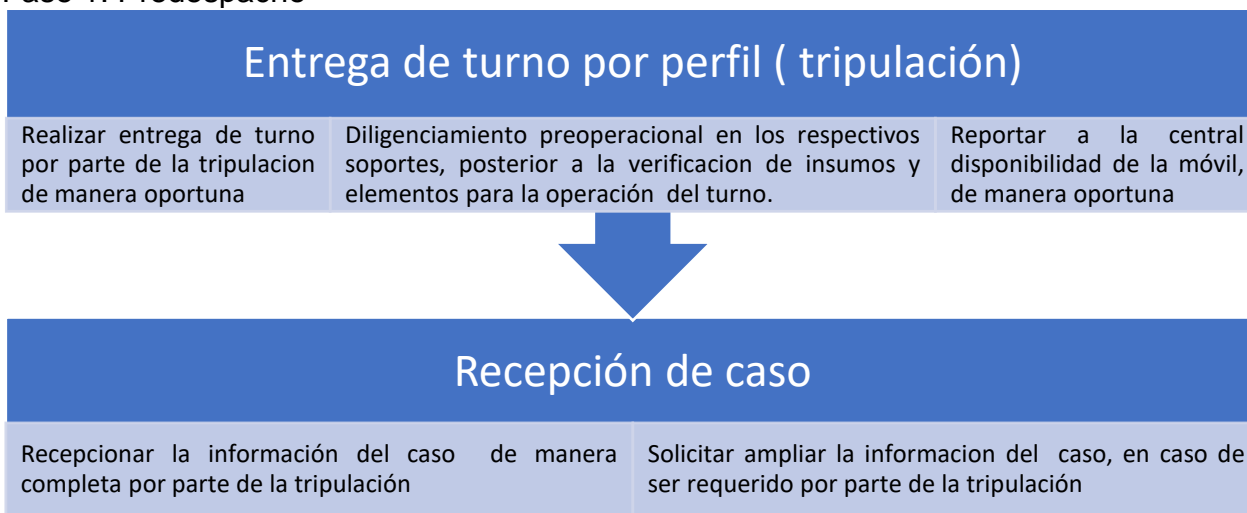 Entrega de turno por perfil ( tripulación)
Realizar entrega de turno
por parte de la tripulacion
de manera oportuna
Diligenciamiento preoperacional en los respectivos
soportes, posterior a la verificacion de insumos y
elementos para la operación del turno.
Reportar a la central
disponibilidad de la móvil,
de manera oportuna
Recepción de caso
Recepcionar la información del caso de manera
completa por parte de la tripulación
Solicitar ampliar la informacion del caso, en caso de
ser requerido por parte de la tripulación